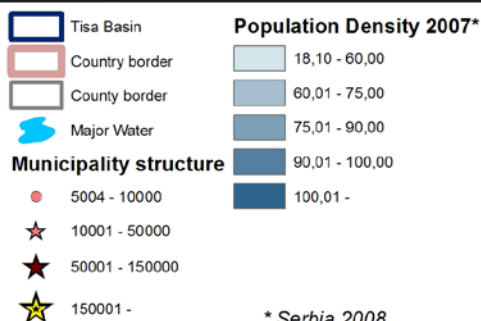 Tisa Basin
Country border
County border
Major Water
Municipality structure
5004 - 10000
10001 - 50000
50001 - 150000
150001 -
Population Density 2007*
18,10 - 60,00
60,01 - 75,00
75,01 - 90,00
90,01 - 100,00
100,01 -
* Serbia 2008